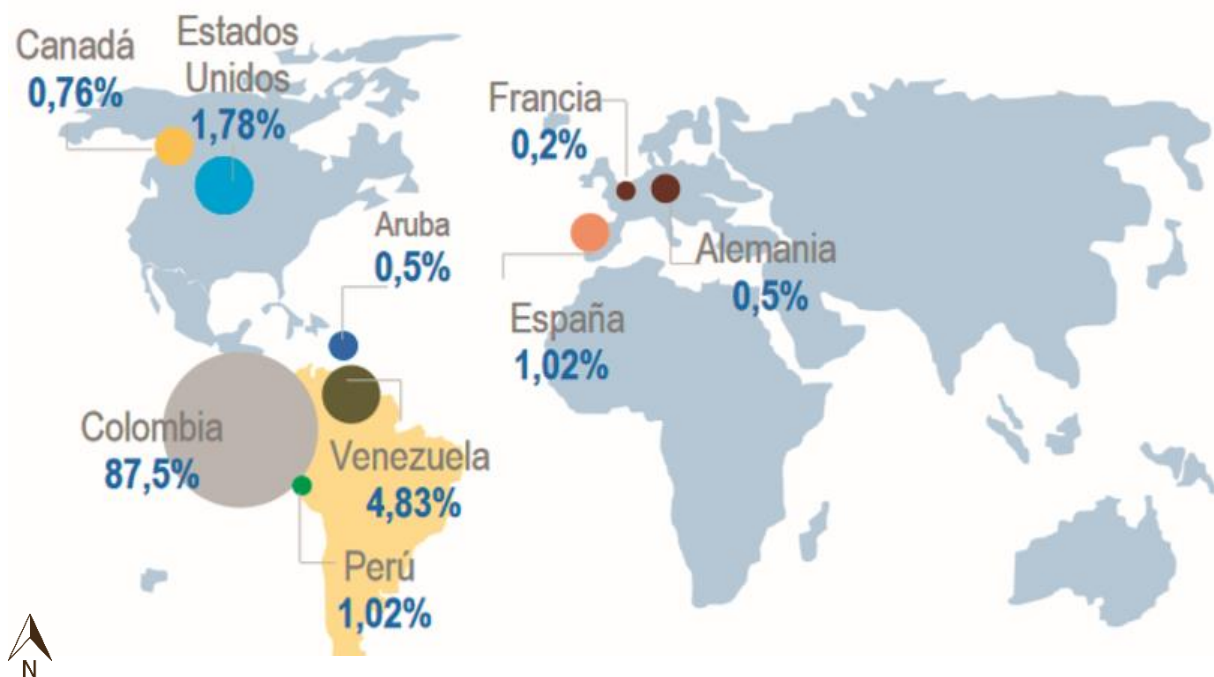 Canadá
0,76%
Estados
Unidos
1,78%
Francia
0,2%
Aruba
0,5%
Alemania
0,5%
España
1,02%
Colombia
87,5%
Venezuela
4,83%
Perú
1,02%
N